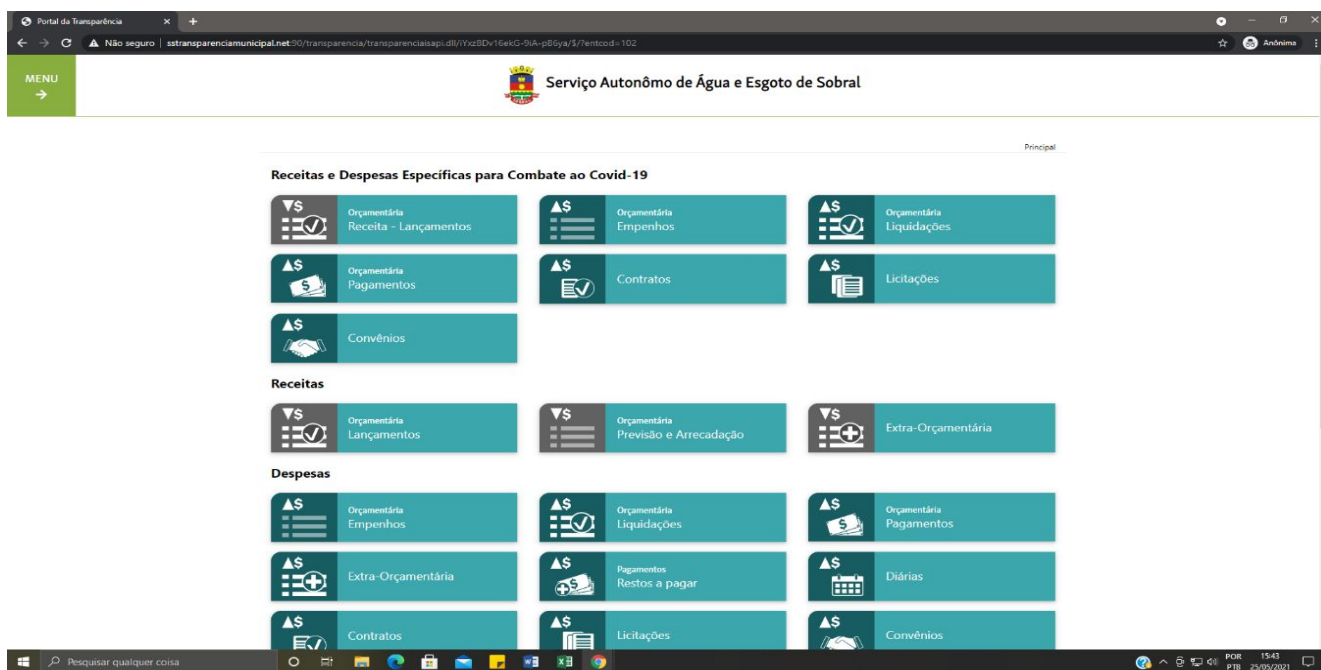 Portal da Transparência
Não seguro | sstransparenciamunicipal.net:90/transparencia/transparenciaisapi.dll/iYxzBDv16ekG-9iA-pB6ya/$/?entcod=102
Anônima
MENU
Serviço Autonômo de Água e Esgoto de Sobral
Principal
Receitas e Despesas Específicas para Combate ao Covid-19
Orçamentária
Receita - Lançamentos
Orçamentária
Empenhos
Orçamentária
Liquidações
Orçamentária
Pagamentos
Contratos
Licitações
Convênios
Receitas
Orçamentária
Lançamentos
Orçamentária
Previsão e Arrecadação
Extra-Orçamentária
Despesas
Orçamentária
Empenhos
Orçamentária
Liquidações
Orçamentária
Pagamentos
Extra-Orçamentária
Pagamentos
Restos a pagar
Diárias
Contratos
Licitações
Convênios
Pesquisar qualquer coisa
POR
PTB
15:43
25/05/2021